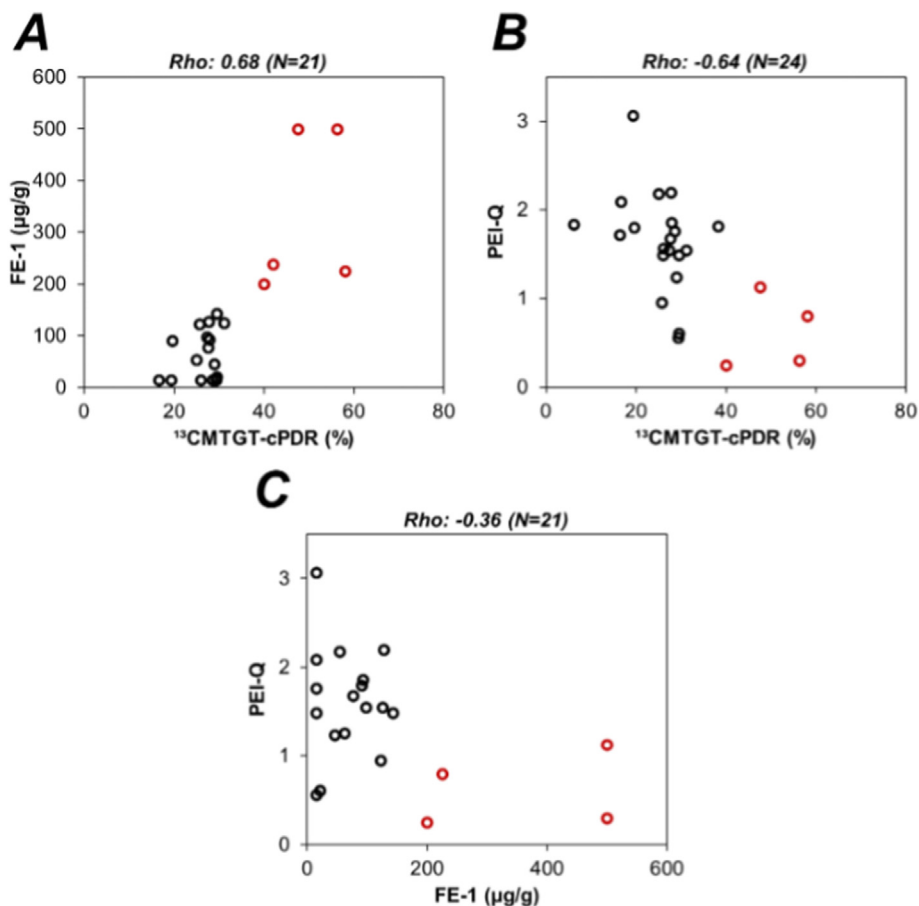 A
Rho: 0.68 (N=21)
600
500
400
300
200
100
0
FE-1 (µg/g)
0 20 40 60 80
¹³CMTGT-cPDR (%)
B
Rho: -0.64 (N=24)
3
2
1
0
PEI-Q
0 20 40 60 80
¹³CMTGT-cPDR (%)
C
Rho: -0.36 (N=21)
3
2
1
0
PEI-Q
0 200 400 600
FE-1 (µg/g)